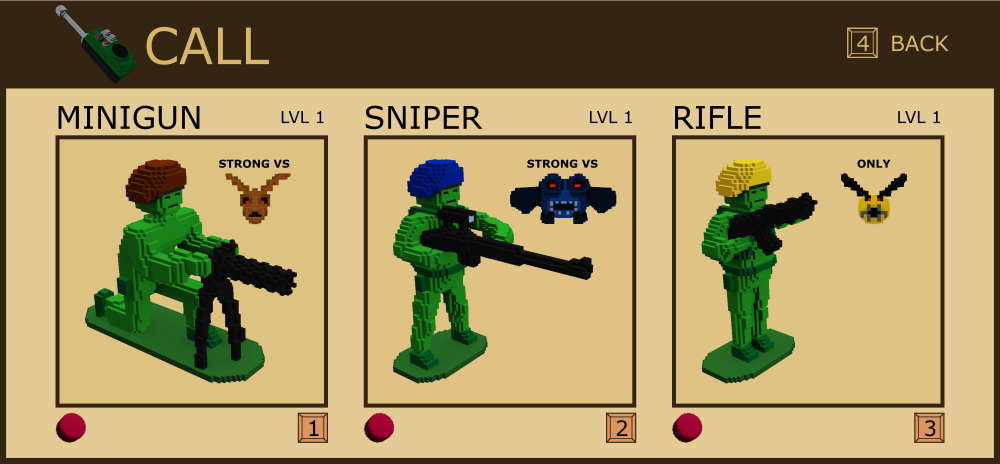 CALL
4 BACK
MINIGUN LVL 1
STRONG VS
1
SNIPER LVL 1
STRONG VS
2
RIFLE LVL 1
ONLY
3